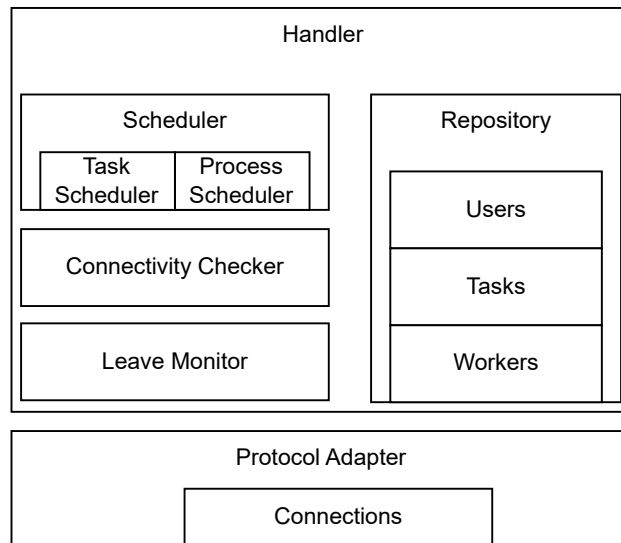 Handler
Scheduler
Task
Scheduler
Process
Scheduler
Connectivity Checker
Leave Monitor
Repository
Users
Tasks
Workers
Protocol Adapter
Connections